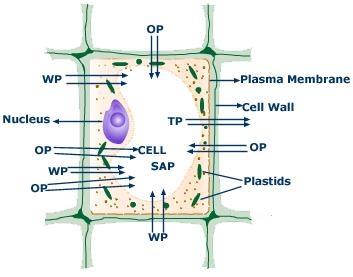 OP
WP
Plasma Membrane
Cell Wall
Nucleus
TP
OP
CELL
SAP
OP
WP
OP
Plastids
WP